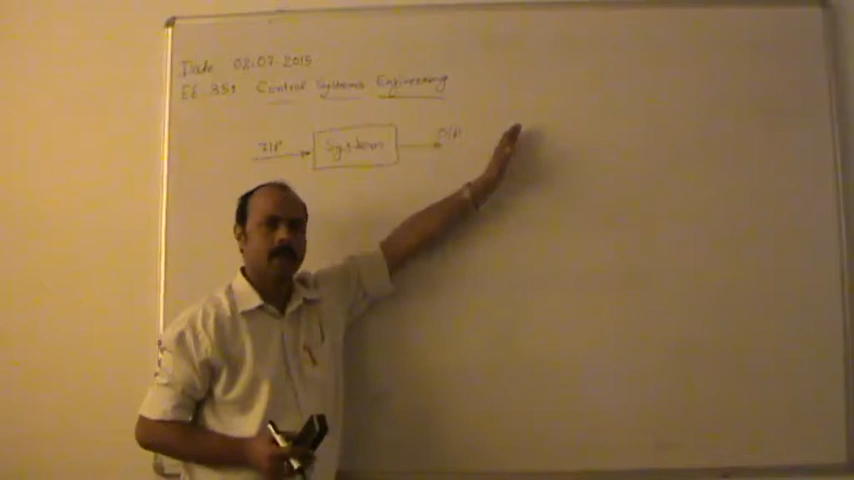 Date 02.07.2015
EE 351 Control Systems Engineering
I/P System O/P